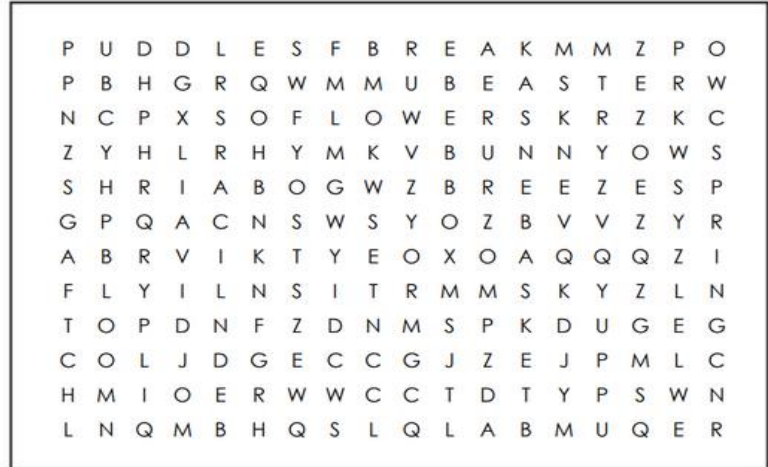 P U D D L E S F B R E A K M M Z P O
P B H G R Q W M M U B E A S T E R W
N C P X S O F L O W E R S K R Z K C
Z Y H L R H Y M K V B U N N Y O W S
S H R I A B O G W Z B R E E Z E S P
G P Q A C N S W S Y O Z B V V Z Y R
A B R V I K T Y E O X O A Q Q Q Z I
F L Y I L N S I T R M M S K Y Z L N
T O P D N F Z D N M S P K D U G E G
C O L J D G E C C G J Z E J P M L C
H M I O E R W W C C T D T Y P S W N
L N Q M B H Q S L Q L A B M U Q E R